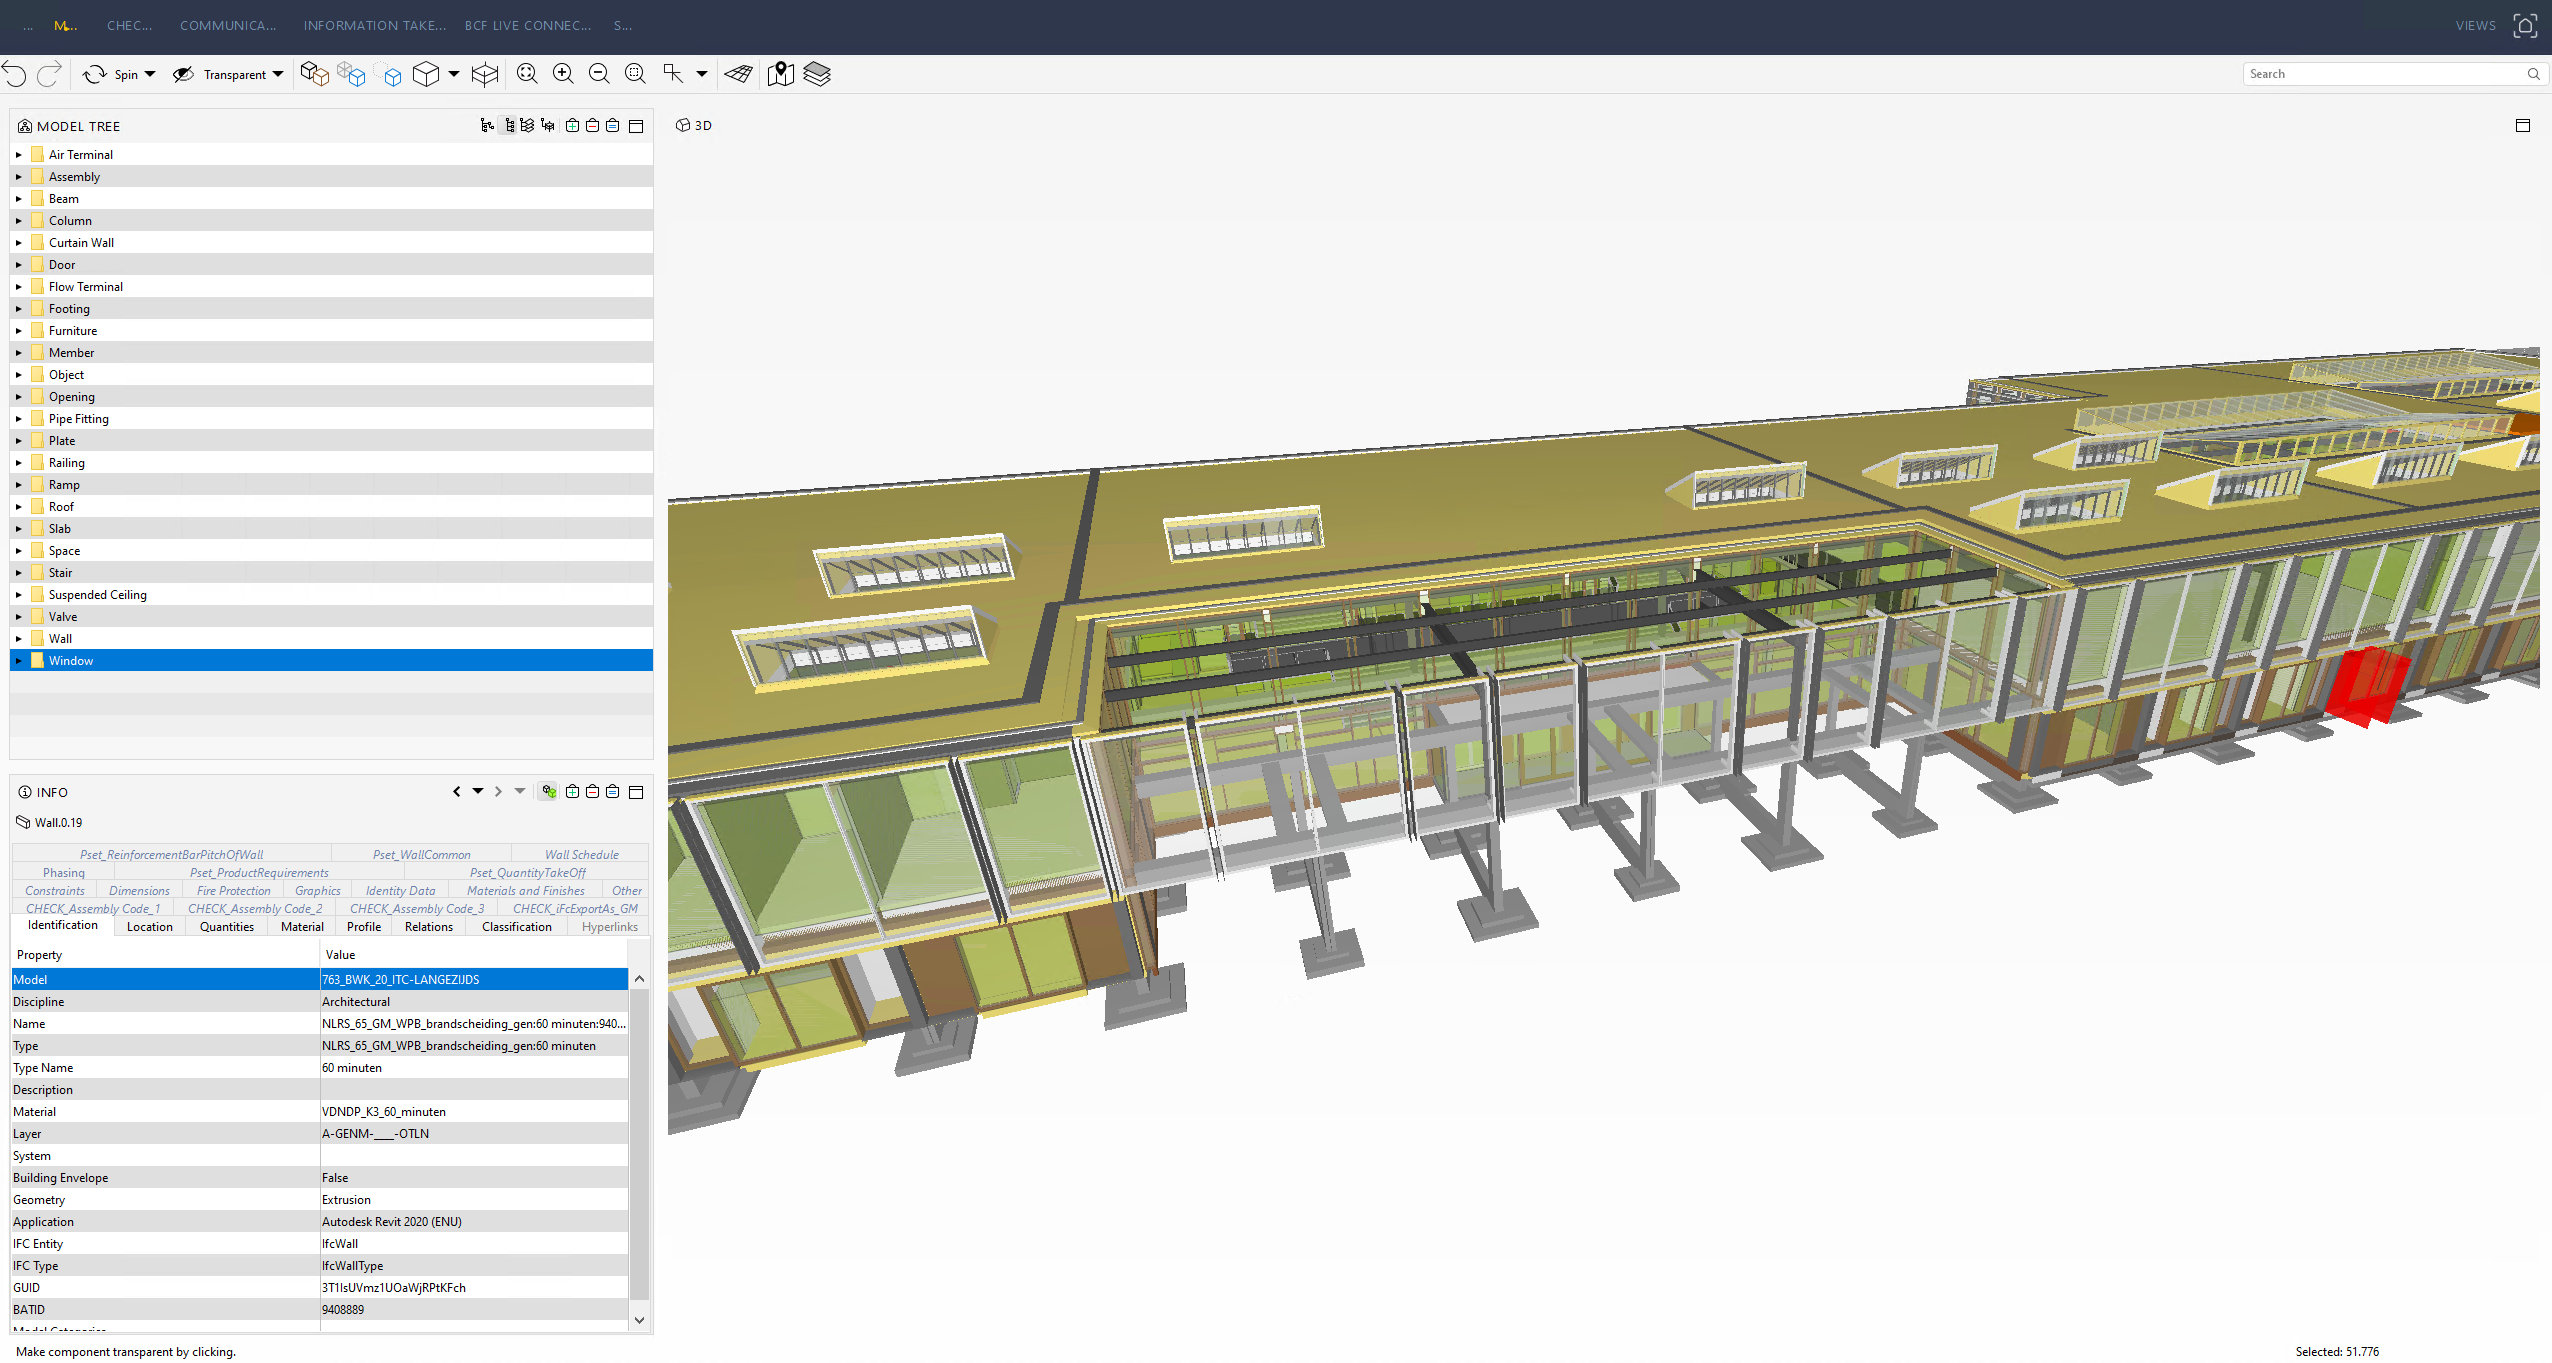 ... M... CHEC... COMMUNICA... INFORMATION TAKE... BCF LIVE CONNEC... S... VIEWS
Spin Transparent Search
MODEL TREE
3D
Air Terminal
Assembly
Beam
Column
Curtain Wall
Door
Flow Terminal
Footing
Furniture
Member
Object
Opening
Pipe Fitting
Plate
Railing
Ramp
Roof
Slab
Space
Stair
Suspended Ceiling
Valve
Wall
Window
INFO
Wall.0.19
Pset_ReinforcementBarPitchOfWall Pset_WallCommon Wall Schedule
Phasing Pset_ProductRequirements Pset_QuantityTakeOff
Constraints Dimensions Fire Protection Graphics Identity Data Materials and Finishes Other
CHECK_Assembly Code_1 CHECK_Assembly Code_2 CHECK_Assembly Code_3 CHECK_iFcExportAs_GM
Identification Location Quantities Material Profile Relations Classification Hyperlinks
Property Value
Model 763_BWK_20_ITC-LANGEZIJDS
Discipline Architectural
Name NLRS_65_GM_WPB_brandscheiding_gen:60 minuten:940...
Type NLRS_65_GM_WPB_brandscheiding_gen:60 minuten
Type Name 60 minuten
Description
Material VDNDP_K3_60_minuten
Layer A-GENM-____-OTLN
System
Building Envelope False
Geometry Extrusion
Application Autodesk Revit 2020 (ENU)
IFC Entity IfcWall
IFC Type IfcWallType
GUID 3T1IsUVmz1UOaWjRPtKFch
BATID 9408889
Make component transparent by clicking.
Selected: 51.776